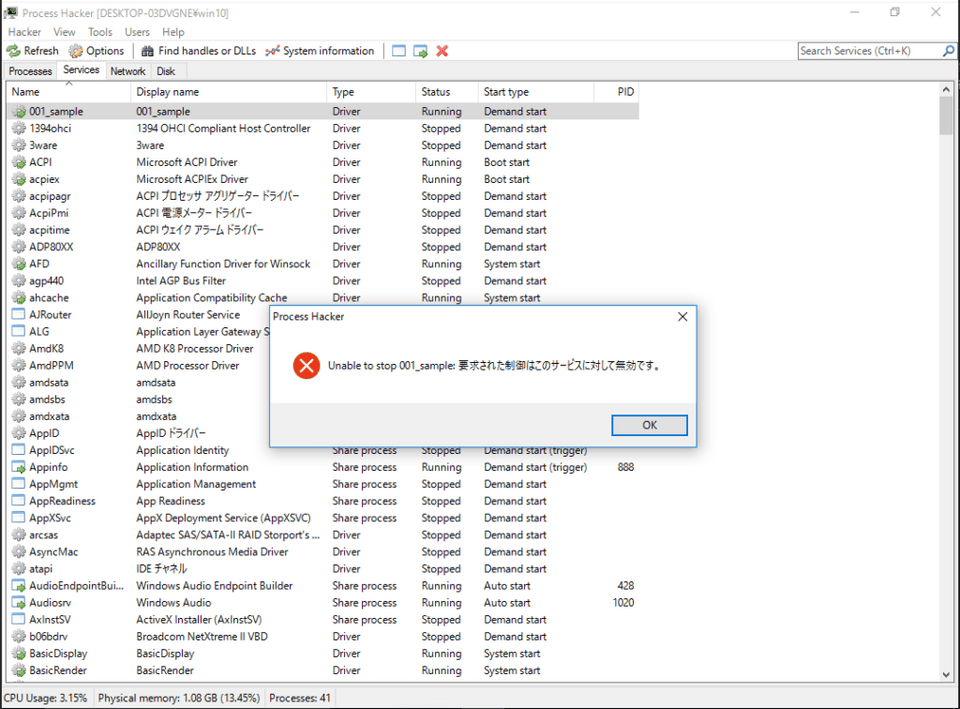 Process Hacker [DESKTOP-03DVGNE¥win10]
Hacker View Tools Users Help
Refresh Options Find handles or DLLs System information Search Services (Ctrl+K)
Processes Services Network Disk
Name Display name Type Status Start type PID
001_sample 001_sample Driver Running Demand start
1394ohci 1394 OHCI Compliant Host Controller Driver Stopped Demand start
3ware 3ware Driver Stopped Demand start
ACPI Microsoft ACPI Driver Driver Running Boot start
acpiex Microsoft ACPIEx Driver Driver Running Boot start
acpipagr ACPI プロセッサ アグリゲーター ドライバー Driver Stopped Demand start
AcpiPmi ACPI 電源メーター ドライバー Driver Stopped Demand start
acpitime ACPI ウェイク アラーム ドライバー Driver Stopped Demand start
ADP80XX ADP80XX Driver Stopped Demand start
AFD Ancillary Function Driver for Winsock Driver Running System start
agp440 Intel AGP Bus Filter Driver Stopped Demand start
ahcache Application Compatibility Cache Driver Running System start
AJRouter AllJoyn Router Service
ALG Application Layer Gateway S
AmdK8 AMD K8 Processor Driver
AmdPPM AMD Processor Driver
amdsata amdsata
amdsbs amdsbs
amdxata amdxata
AppID AppID ドライバー
Process Hacker
Unable to stop 001_sample: 要求された制御はこのサービスに対して無効です。
OK
AppIDSvc Application Identity Share process Stopped Demand start (trigger)
Appinfo Application Information Share process Running Demand start (trigger) 888
AppMgmt Application Management Share process Stopped Demand start
AppReadiness App Readiness Share process Stopped Demand start
AppXSvc AppX Deployment Service (AppXSVC) Share process Stopped Demand start
arcsas Adaptec SAS/SATA-II RAID Storport's ... Driver Stopped Demand start
AsyncMac RAS Asynchronous Media Driver Driver Stopped Demand start
atapi IDE チャネル Driver Stopped Demand start
AudioEndpointBui... Windows Audio Endpoint Builder Share process Running Auto start 428
Audiosrv Windows Audio Share process Running Auto start 1020
AxInstSV ActiveX Installer (AxInstSV) Share process Stopped Demand start
b06bdrv Broadcom NetXtreme II VBD Driver Stopped Demand start
BasicDisplay BasicDisplay Driver Running System start
BasicRender BasicRender Driver Running System start
CPU Usage: 3.15% Physical memory: 1.08 GB (13.45%) Processes: 41